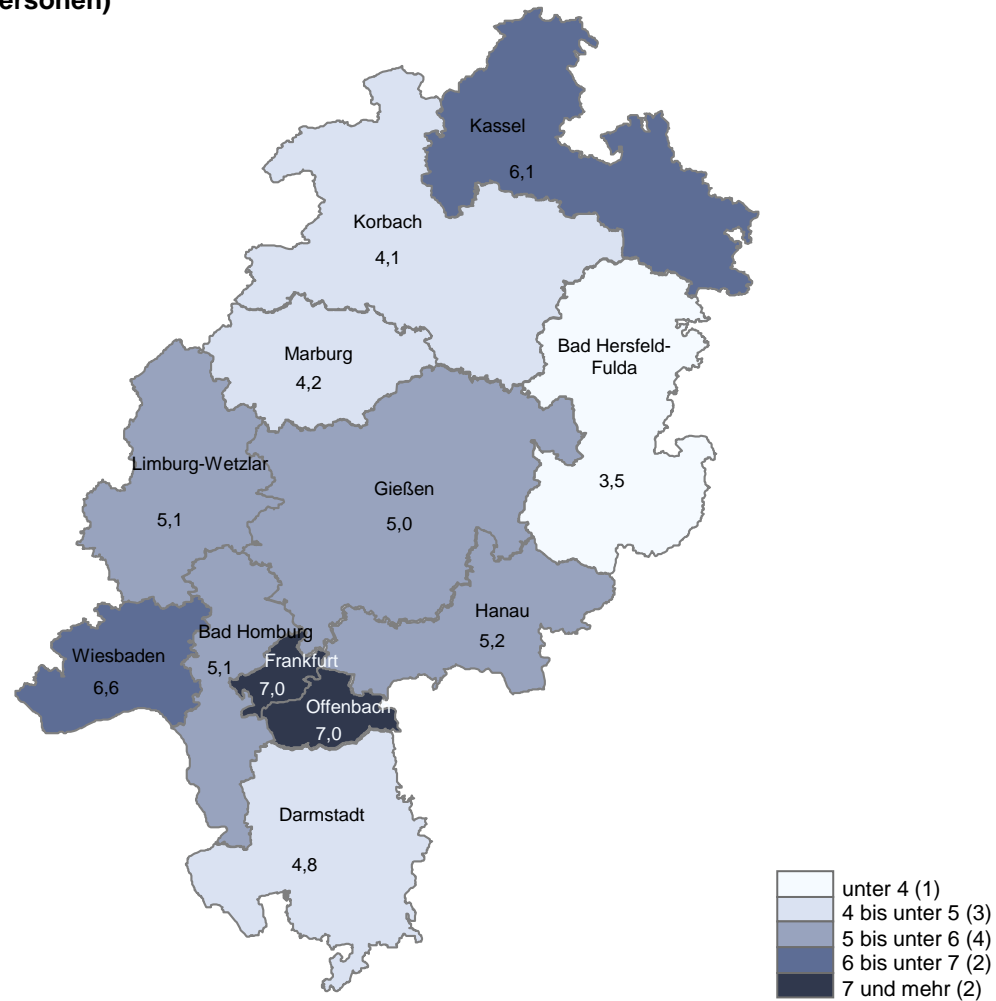 ersonen)
Kassel
6,1
Korbach
4,1
Bad Hersfeld-
Fulda
3,5
Marburg
4,2
Limburg-Wetzlar
5,1
Gießen
5,0
Hanau
5,2
Bad Homburg
5,1
Wiesbaden
6,6
Frankfurt
7,0
Offenbach
7,0
Darmstadt
4,8
unter 4 (1)
4 bis unter 5 (3)
5 bis unter 6 (4)
6 bis unter 7 (2)
7 und mehr (2)